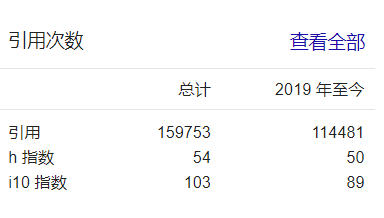 引用次数 查看全部
总计 2019 年至今
引用 159753 114481
h 指数 54 50
i10 指数 103 89